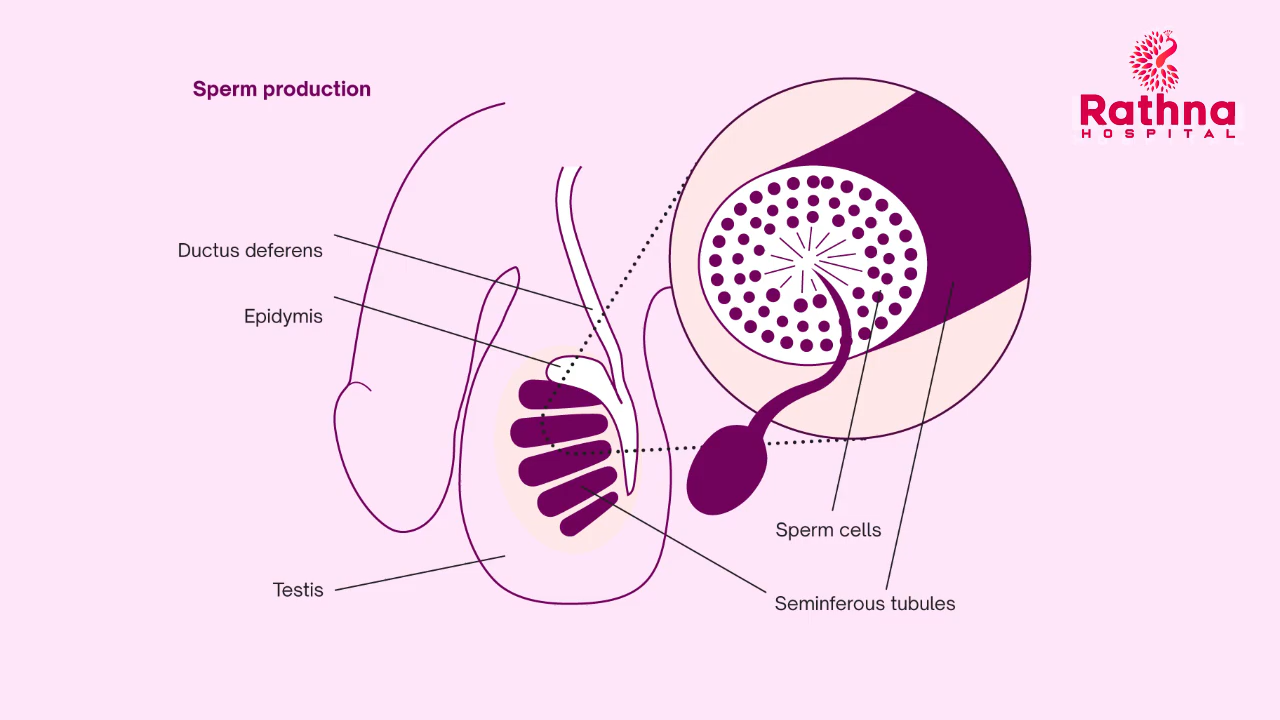 Sperm production
Rathna
HOSPITAL
Ductus deferens
Epidymis
Testis
Sperm cells
Seminferous tubules